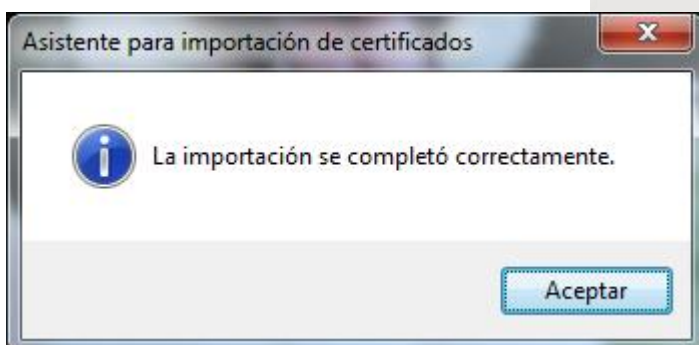 Asistente para importación de certificados
La importación se completó correctamente.
Aceptar